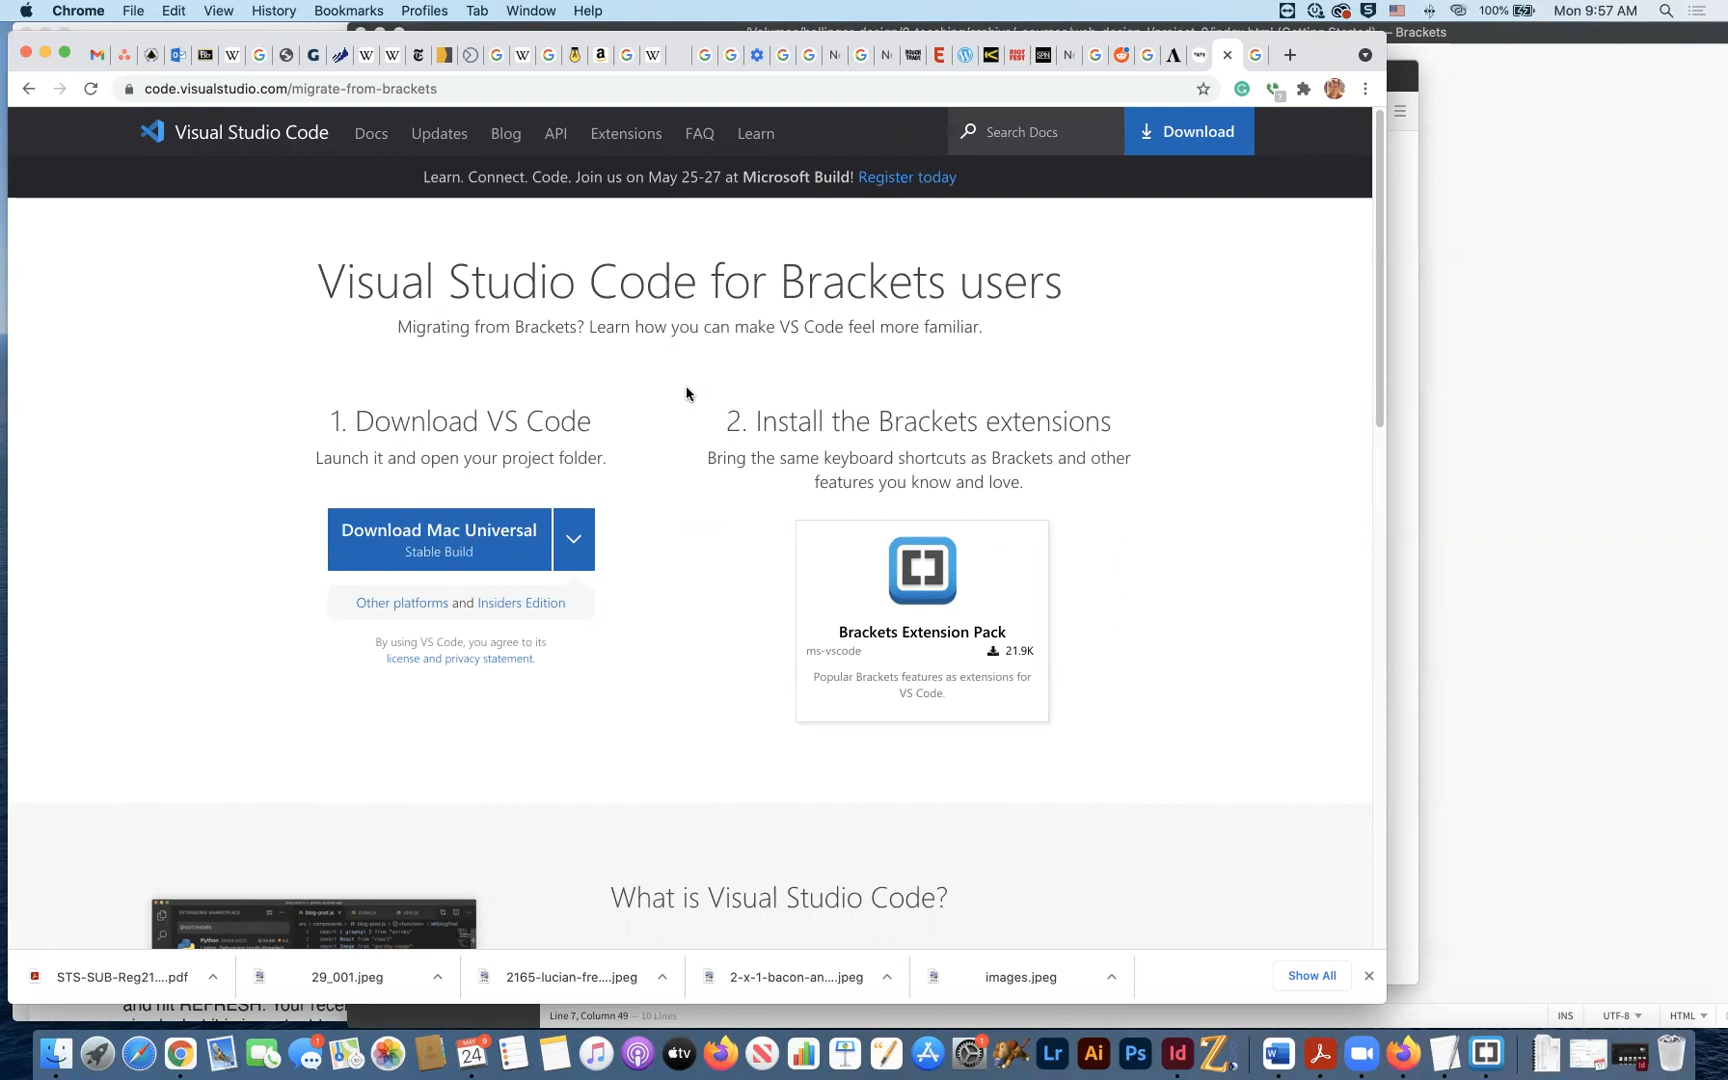 Chrome File Edit View History Bookmarks Profiles Tab Window Help
100% Mon 9:57 AM
— Brackets
code.visualstudio.com/migrate-from-brackets
Visual Studio Code Docs Updates Blog API Extensions FAQ Learn Search Docs Download
Learn. Connect. Code. Join us on May 25-27 at Microsoft Build! Register today
Visual Studio Code for Brackets users
Migrating from Brackets? Learn how you can make VS Code feel more familiar.
1. Download VS Code
Launch it and open your project folder.
Download Mac Universal
Stable Build
Other platforms and Insiders Edition
By using VS Code, you agree to its
license and privacy statement.
2. Install the Brackets extensions
Bring the same keyboard shortcuts as Brackets and other
features you know and love.
Brackets Extension Pack
ms-vscode 21.9K
Popular Brackets features as extensions for
VS Code.
What is Visual Studio Code?
STS-SUB-Reg21....pdf 29_001.jpeg 2165-lucian-fre....jpeg 2-x-1-bacon-an....jpeg images.jpeg Show All
and hit REFRESH. Your rece
Line 7, Column 49 — 10 Lines INS UTF-8 HTML